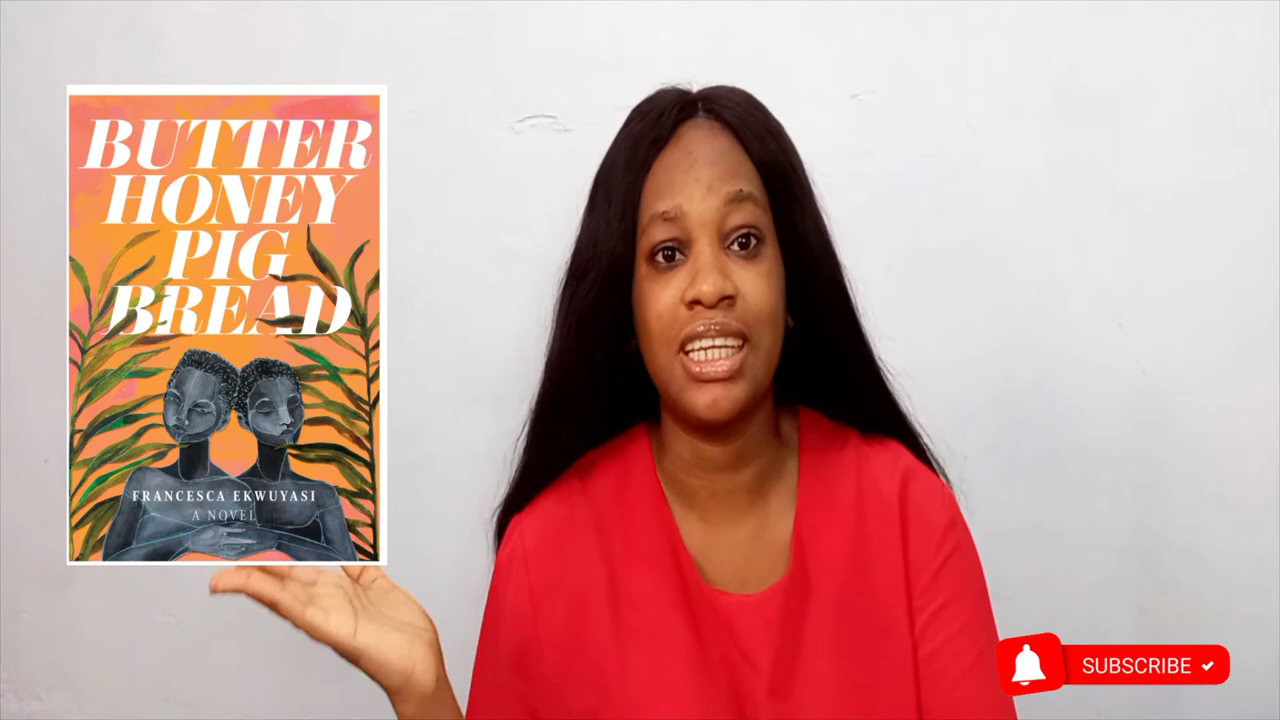 BUTTER
HONEY
PIG
BREAD
FRANCESCA EKWUYASI
A NOVEL
SUBSCRIBE